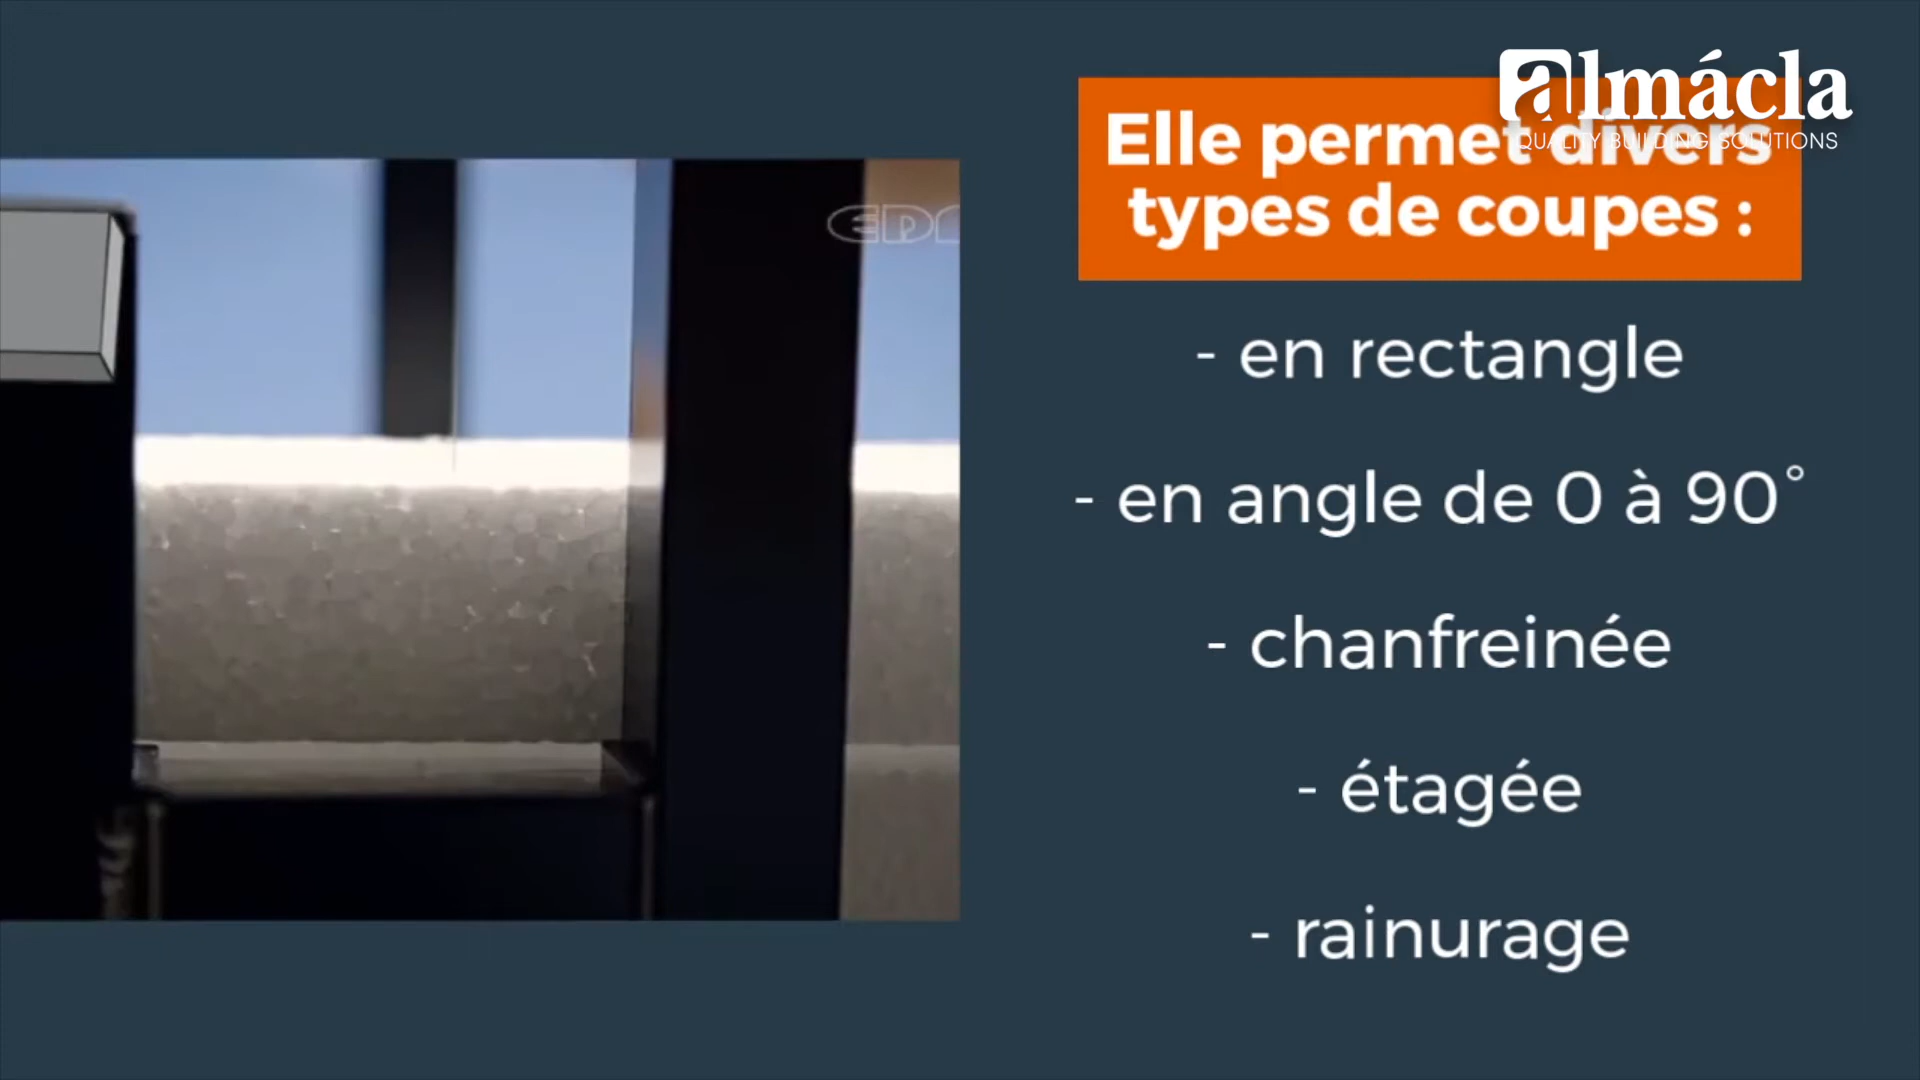 almácla
QUALITY BUILDING SOLUTIONS
Elle permet divers
types de coupes :
- en rectangle
- en angle de 0 à 90°
- chanfreinée
- étagée
- rainurage